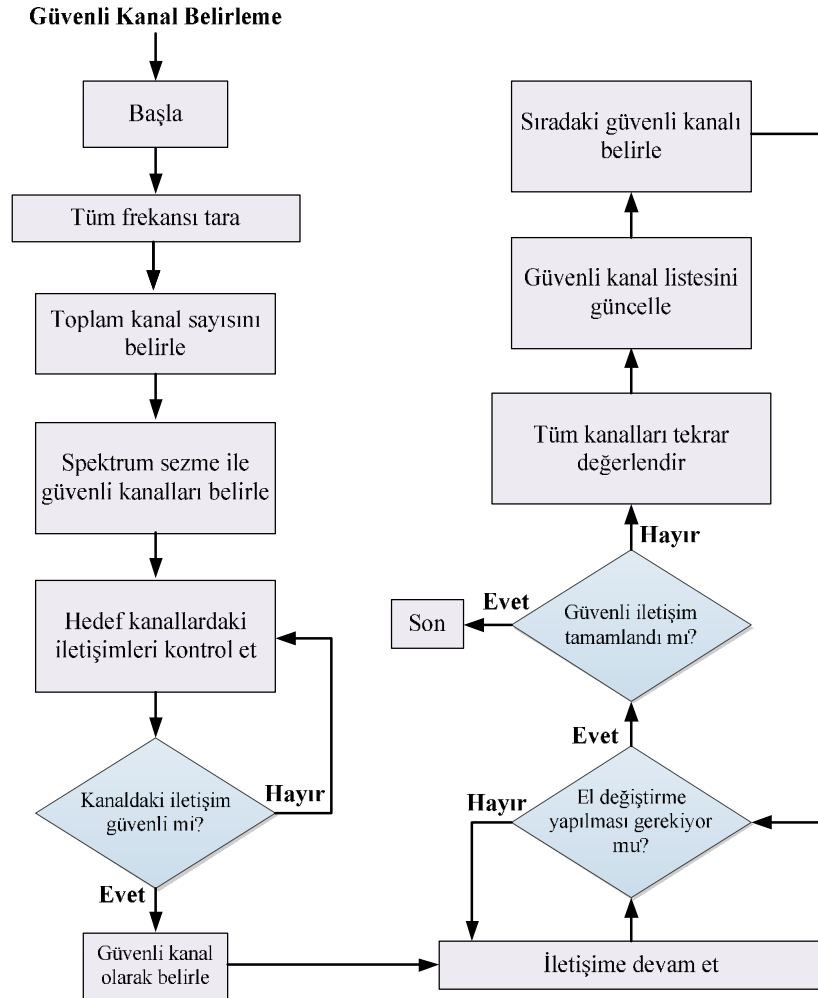 Güvenli Kanal Belirleme
Başla
Tüm frekansı tara
Toplam kanal sayısını
belirle
Spektrum sezme ile
güvenli kanalları belirle
Hedef kanallardaki
iletişimleri kontrol et
Kanaldaki iletişim
güvenli mi?
Hayır
Evet
Güvenli kanal
olarak belirle
İletişime devam et
El değiştirme
yapılması gerekiyor
mu?
Hayır
Evet
Güvenli iletişim
tamamlandı mı?
Evet
Son
Hayır
Tüm kanalları tekrar
değerlendir
Güvenli kanal listesini
güncelle
Sıradaki güvenli kanalı
belirle